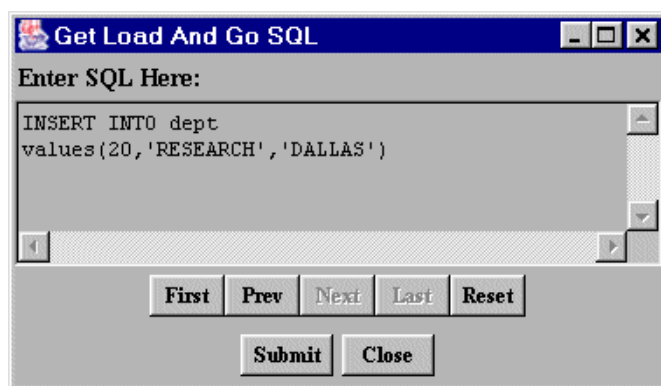 Get Load And Go SQL
Enter SQL Here:
INSERT INTO dept
values(20,'RESEARCH','DALLAS')
First Prev Next Last Reset
Submit Close